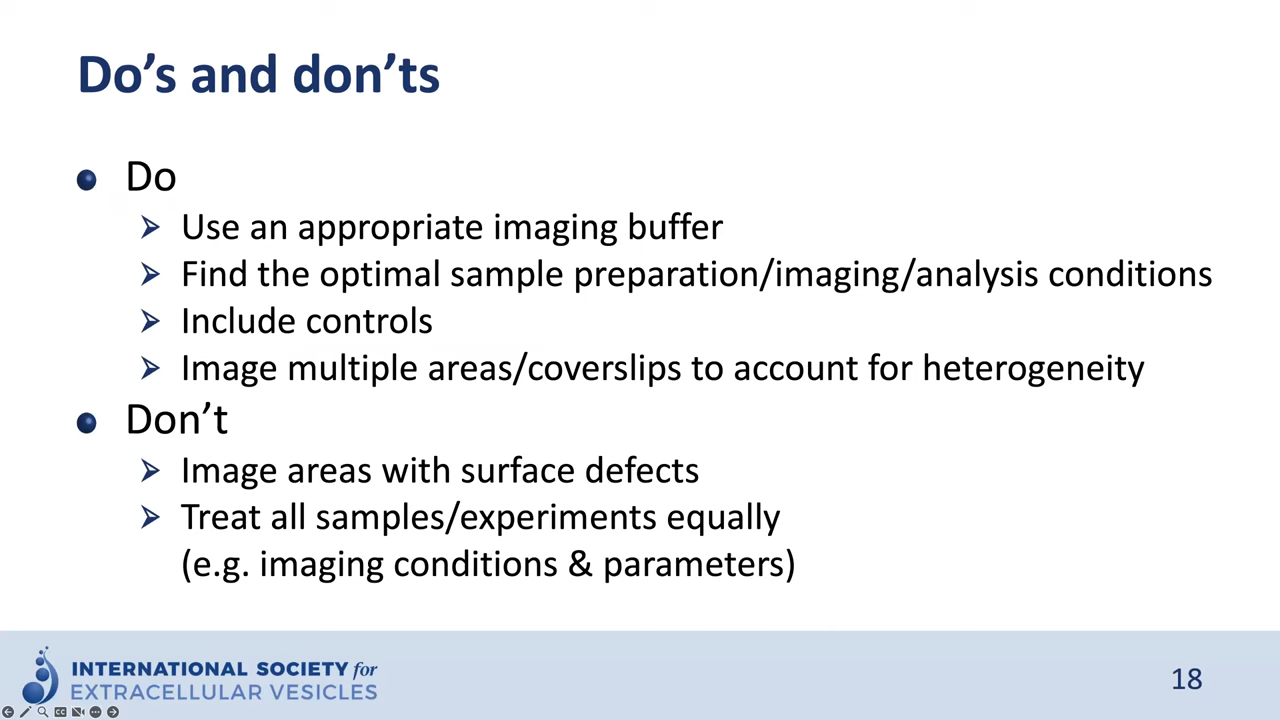 Do’s and don’ts
Do
Use an appropriate imaging buffer
Find the optimal sample preparation/imaging/analysis conditions
Include controls
Image multiple areas/coverslips to account for heterogeneity
Don’t
Image areas with surface defects
Treat all samples/experiments equally
(e.g. imaging conditions & parameters)
INTERNATIONAL SOCIETY for
EXTRACELLULAR VESICLES
18
CC